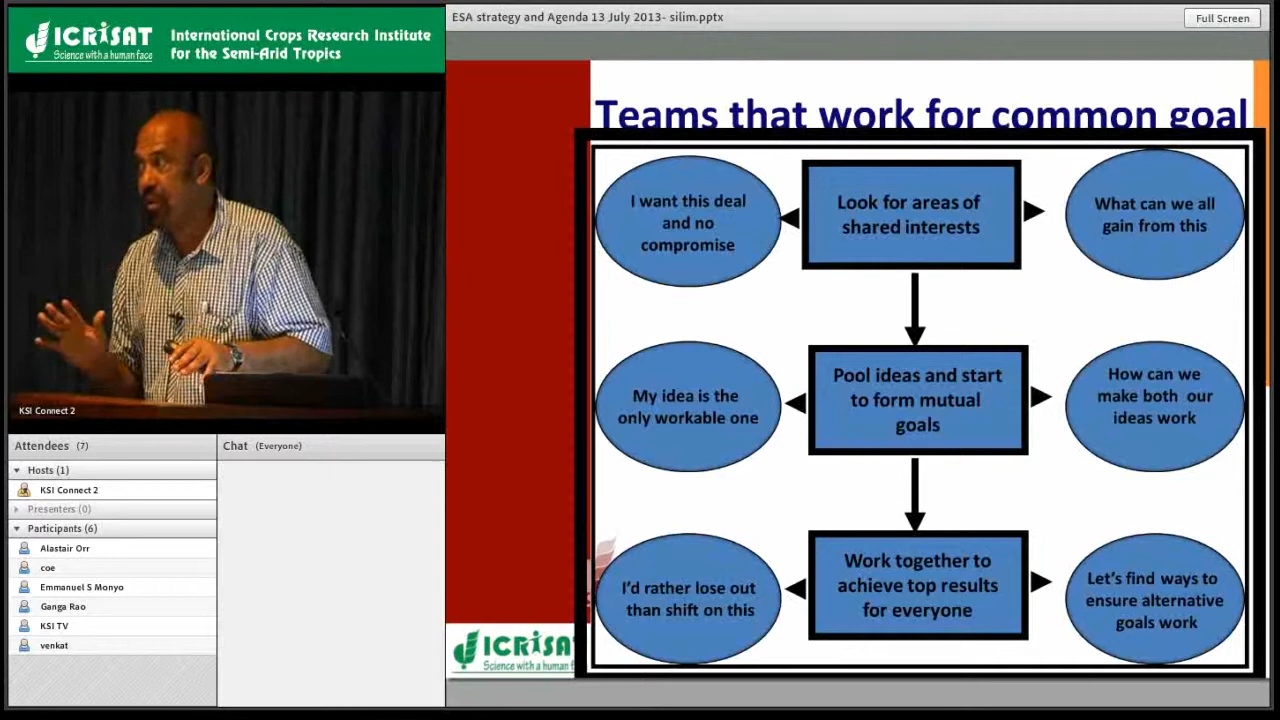 ICRISAT
Science with a human face
International Crops Research Institute
for the Semi-Arid Tropics
KSI Connect 2
Attendees (7)
Hosts (1)
KSI Connect 2
Presenters (0)
Participants (6)
Alastair Orr
coe
Emmanuel S Monyo
Ganga Rao
KSI TV
venkat
Chat (Everyone)
ESA strategy and Agenda 13 July 2013- silim.pptx
Full Screen
Teams that work for common goal
I want this deal
and no
compromise
Look for areas of
shared interests
What can we all
gain from this
My idea is the
only workable one
Pool ideas and start
to form mutual
goals
How can we
make both our
ideas work
I'd rather lose out
than shift on this
Work together to
achieve top results
for everyone
Let's find ways to
ensure alternative
goals work
ICRISAT
Science with a human face